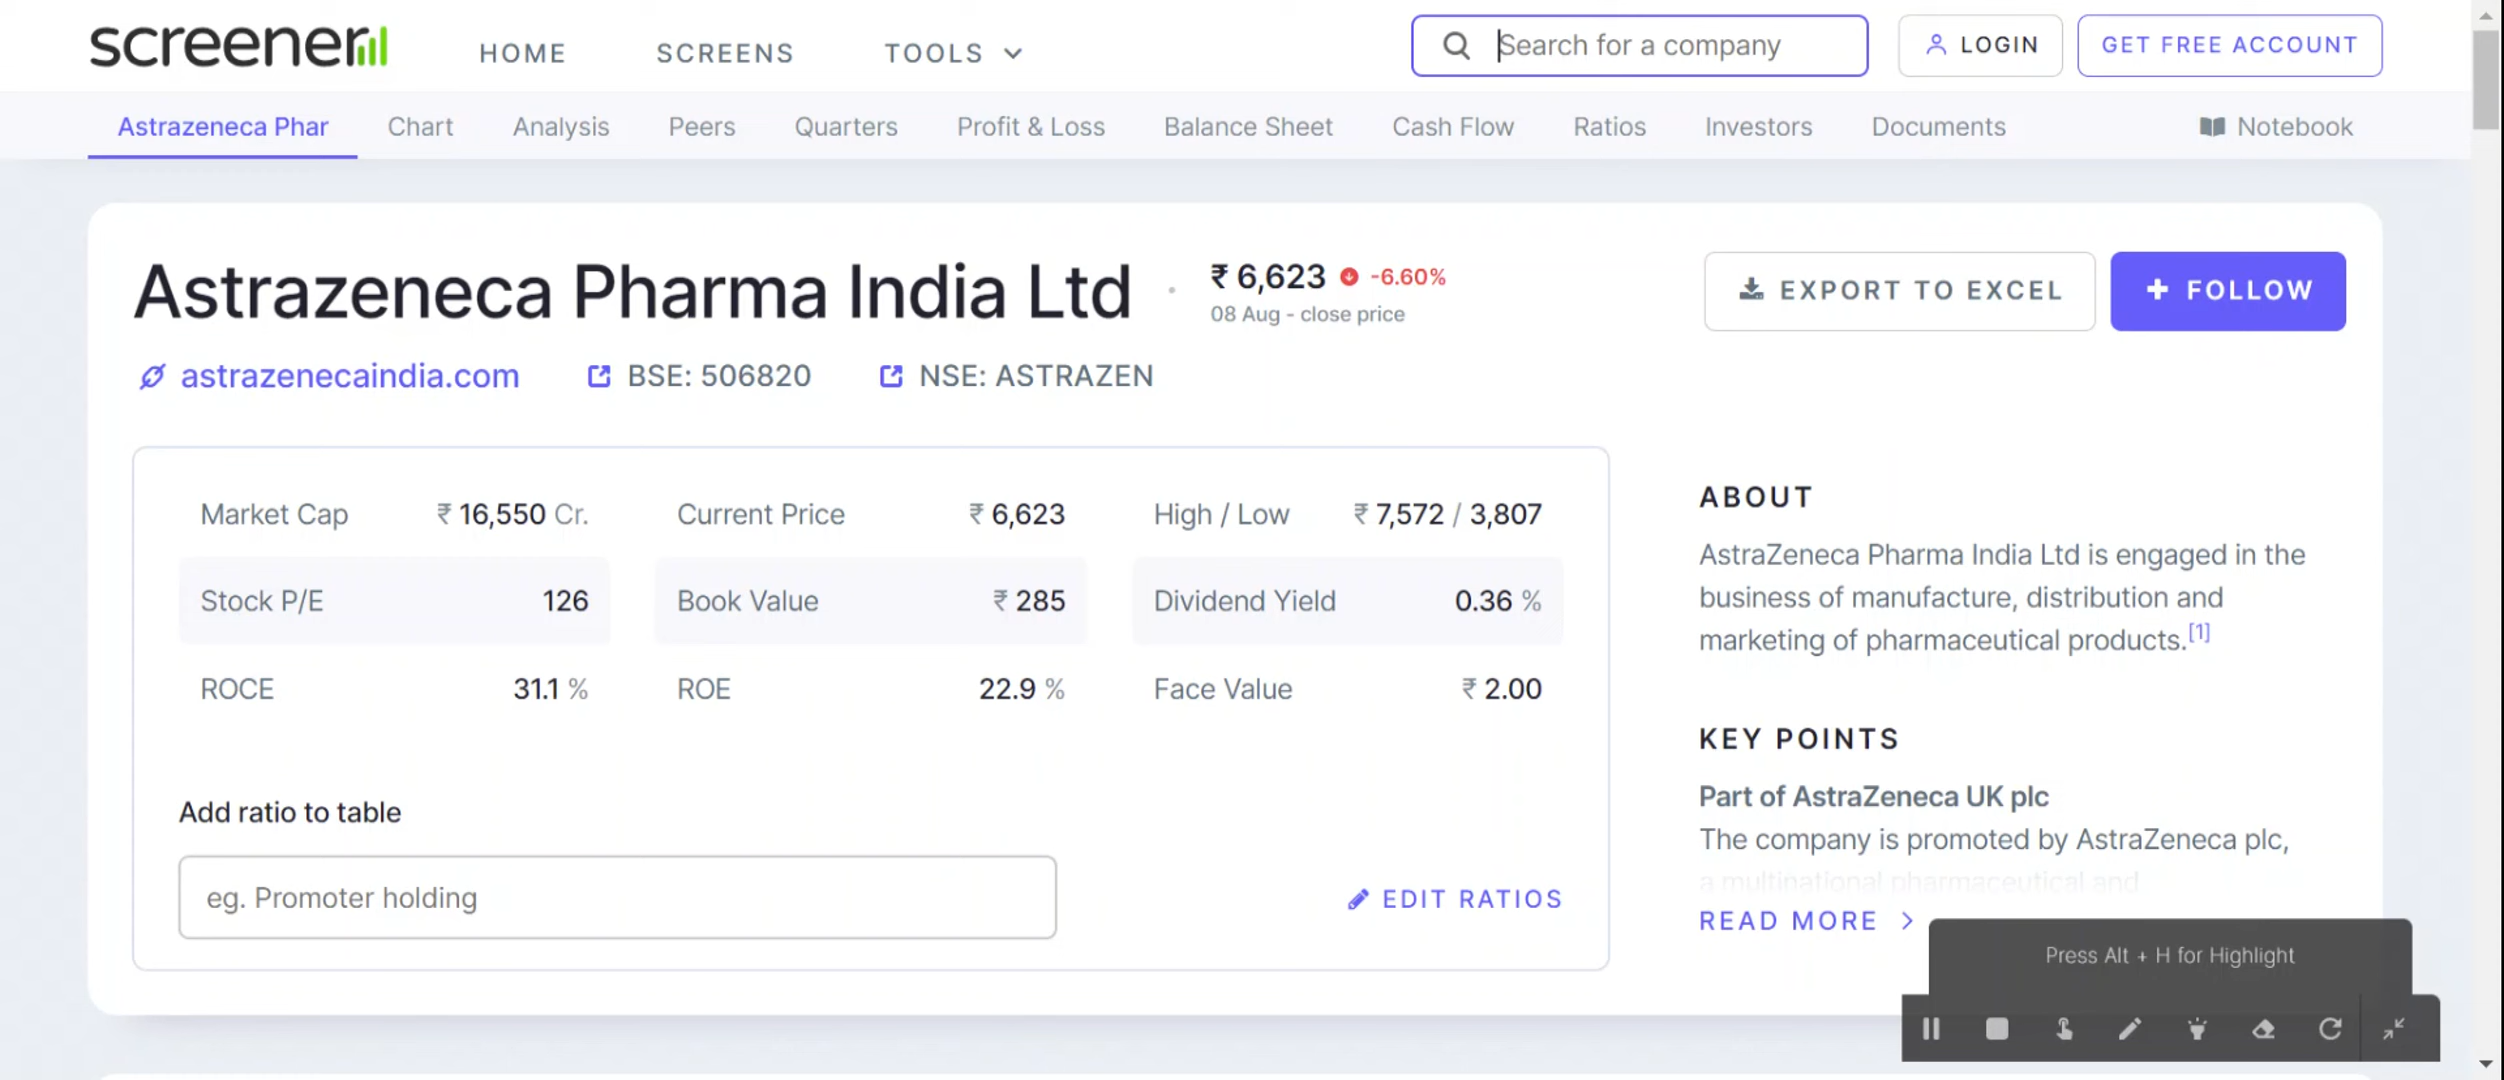 screener
HOME
SCREENS
TOOLS
Search for a company
LOGIN
GET FREE ACCOUNT
Astrazeneca Phar
Chart
Analysis
Peers
Quarters
Profit & Loss
Balance Sheet
Cash Flow
Ratios
Investors
Documents
Notebook
Astrazeneca Pharma India Ltd
₹ 6,623 -6.60%
08 Aug - close price
EXPORT TO EXCEL
+ FOLLOW
astrazenecaindia.com
BSE: 506820
NSE: ASTRAZEN
Market Cap ₹ 16,550 Cr.
Current Price ₹ 6,623
High / Low ₹ 7,572 / 3,807
Stock P/E 126
Book Value ₹ 285
Dividend Yield 0.36 %
ROCE 31.1 %
ROE 22.9 %
Face Value ₹ 2.00
Add ratio to table
eg. Promoter holding
EDIT RATIOS
ABOUT
AstraZeneca Pharma India Ltd is engaged in the
business of manufacture, distribution and
marketing of pharmaceutical products.[1]
KEY POINTS
Part of AstraZeneca UK plc
The company is promoted by AstraZeneca plc,
a multinational pharmaceutical and
READ MORE
Press Alt + H for Highlight